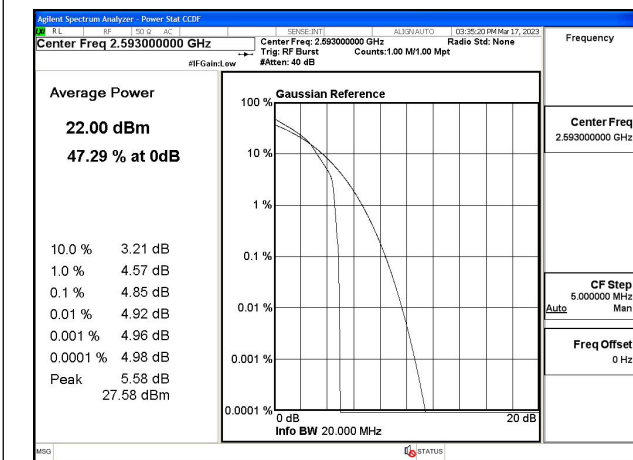 Agilent Spectrum Analyzer - Power Stat CCDF
LXI RL RF 50 Ω AC SENSE:INT ALIGN AUTO 03:35:20 PM Mar 17, 2023
Center Freq 2.593000000 GHz
Center Freq: 2.593000000 GHz Radio Std: None
Trig: RF Burst Counts:1.00 M/1.00 Mpt
#IFGain:Low #Atten: 40 dB
Frequency
Center Freq
2.593000000 GHz
CF Step
5.000000 MHz
Auto Man
Freq Offset
0 Hz
Average Power
22.00 dBm
47.29 % at 0dB
10.0 % 3.21 dB
1.0 % 4.57 dB
0.1 % 4.85 dB
0.01 % 4.92 dB
0.001 % 4.96 dB
0.0001 % 4.98 dB
Peak 5.58 dB
27.58 dBm
Gaussian Reference
100 %
10 %
1 %
0.1 %
0.01 %
0.001 %
0.0001 %
0 dB 20 dB
Info BW 20.000 MHz
MSG STATUS